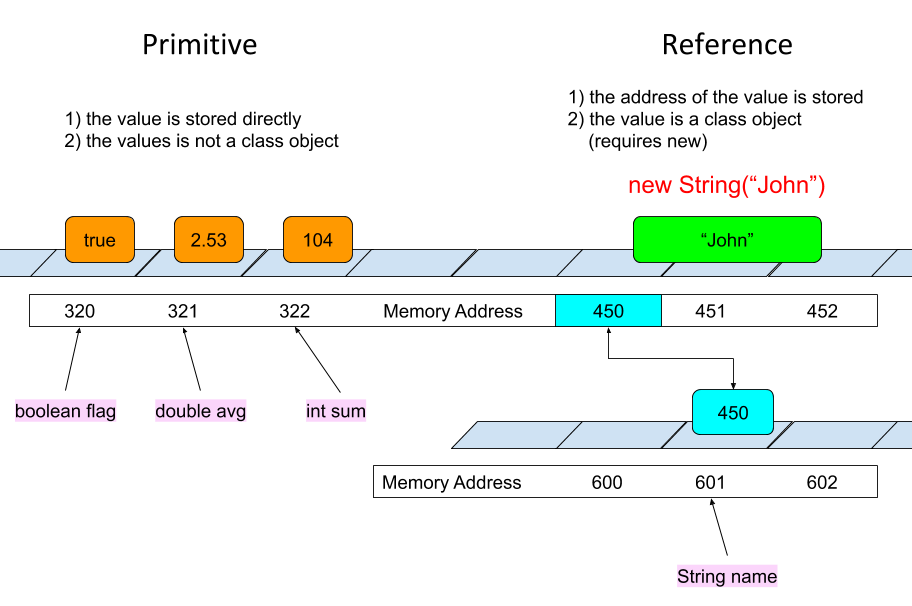 Primitive
Reference
1) the value is stored directly
2) the values is not a class object
1) the address of the value is stored
2) the value is a class object
(requires new)
new String(“John”)
true
2.53
104
“John”
320
321
322
Memory Address
450
451
452
boolean flag
double avg
int sum
450
Memory Address
600
601
602
String name